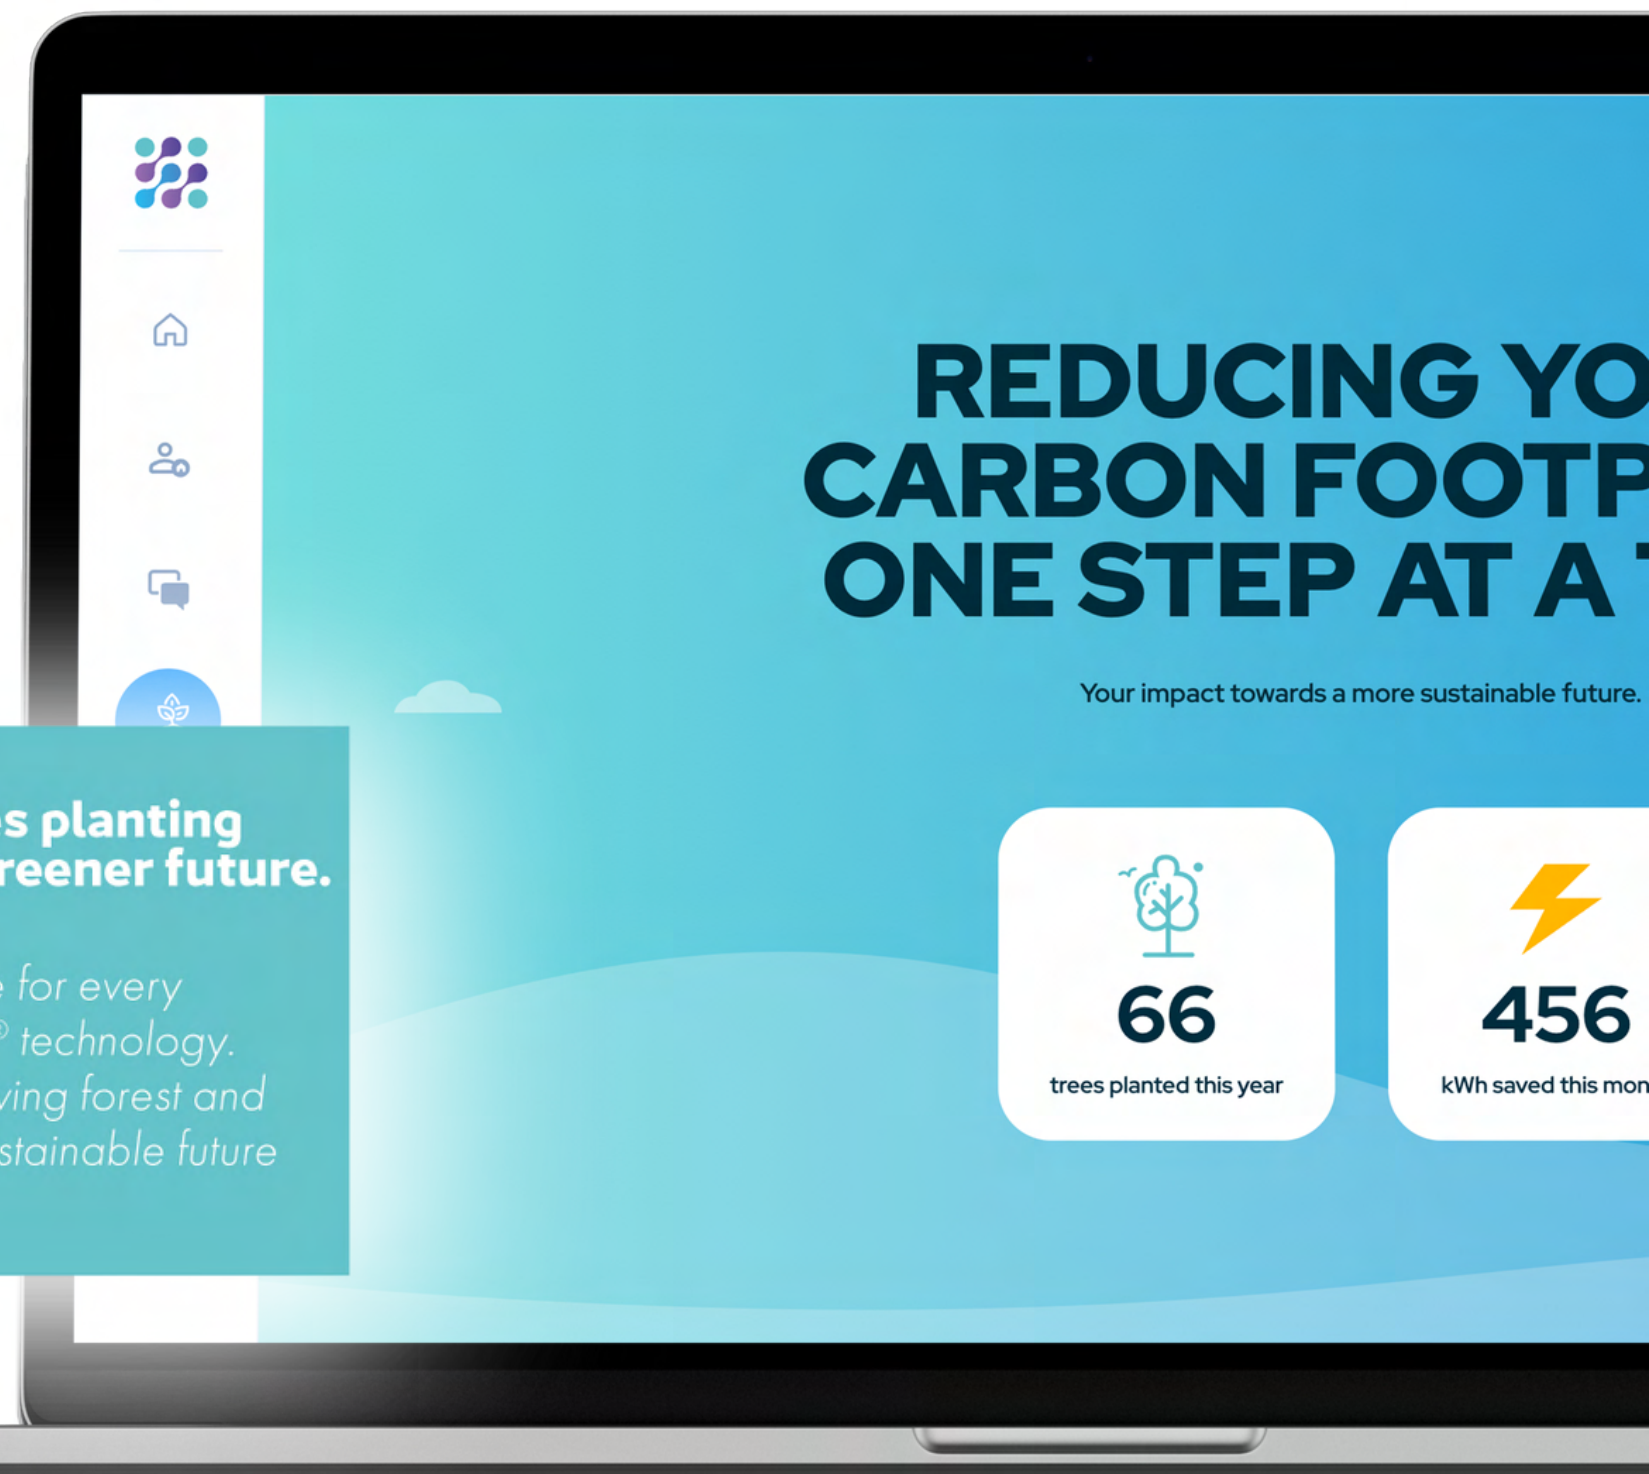 REDUCING YO
CARBON FOOTP
ONE STEP AT A T
Your impact towards a more sustainable future.
66
trees planted this year
456
kWh saved this mon
es planting
reener future.
e for every
® technology.
ving forest and
stainable future